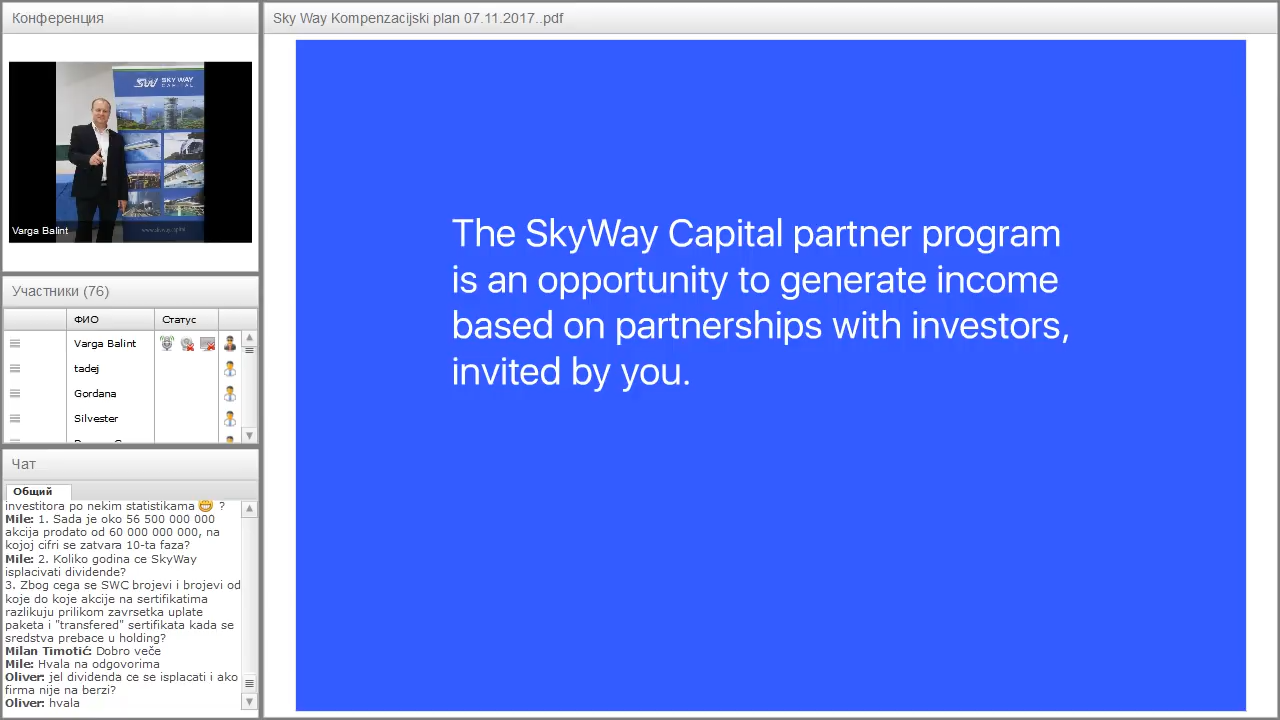 Конференция
SKY WAY
CAPITAL
Varga Balint
Участники (76)
ФИО
Статус
Varga Balint
tadej
Gordana
Silvester
Чат
Общий
investitora po nekim statistikama 😁 ?
Mile: 1. Sada je oko 56 500 000 000
akcija prodato od 60 000 000 000, na
kojoj cifri se zatvara 10-ta faza?
Mile: 2. Koliko godina ce SkyWay
isplacivati dividende?
3. Zbog cega se SWC brojevi i brojevi od
koje do koje akcije na sertifikatima
razlikuju prilikom zavrsetka uplate
paketa i "transfered" sertifikata kada se
sredstva prebace u holding?
Milan Timotić: Dobro veče
Mile: Hvala na odgovorima
Oliver: jel dividenda ce se isplacati i ako
firma nije na berzi?
Oliver: hvala
Sky Way Kompenzacijski plan 07.11.2017..pdf
The SkyWay Capital partner program
is an opportunity to generate income
based on partnerships with investors,
invited by you.